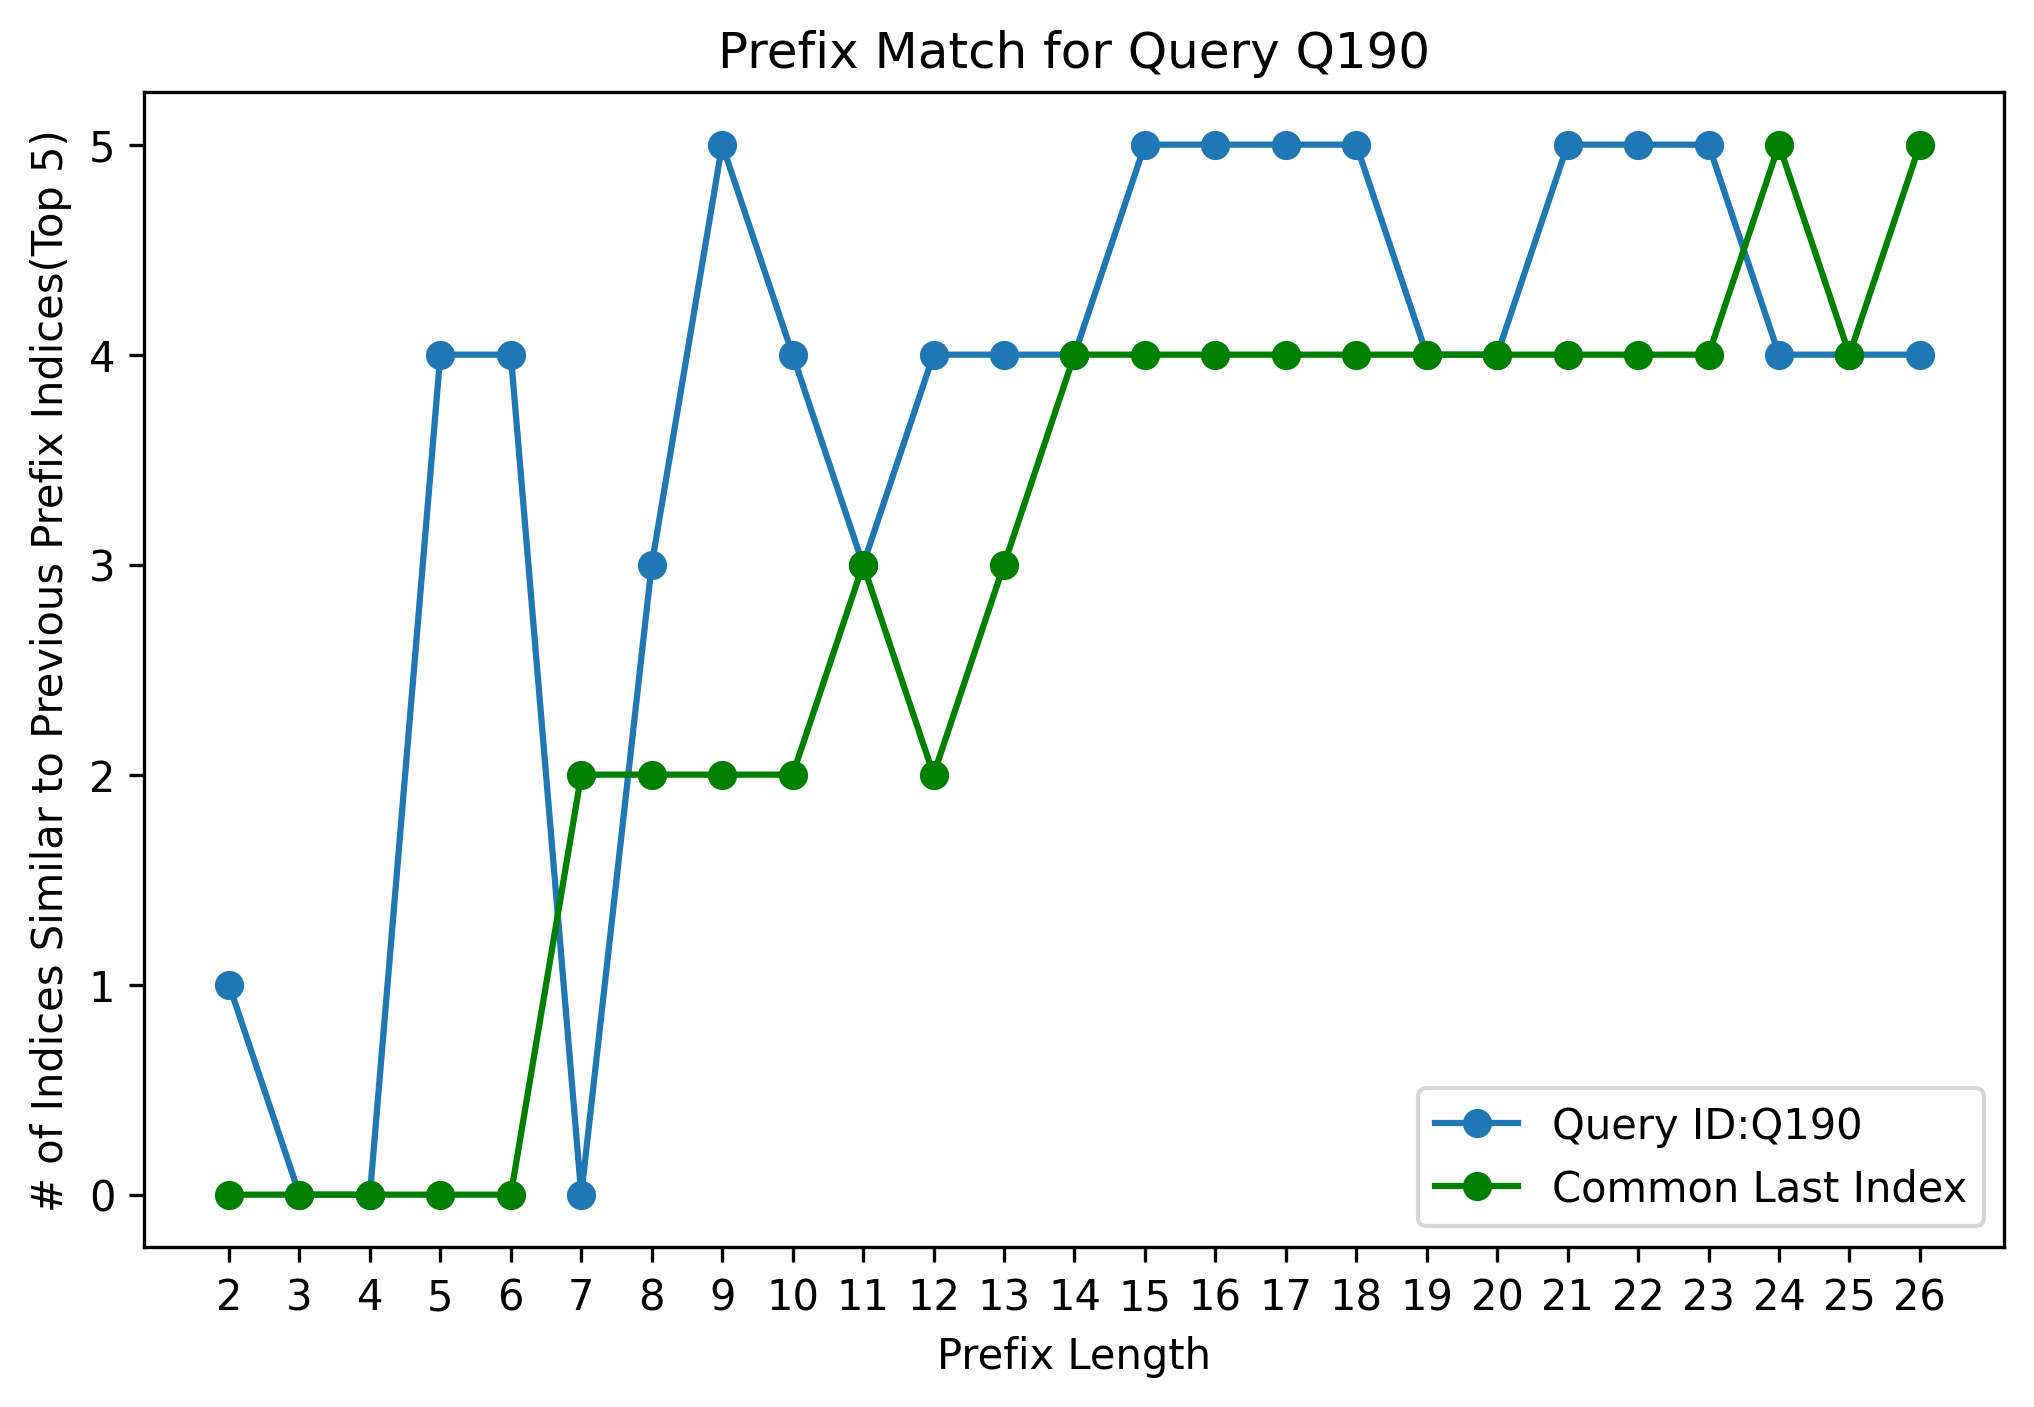 Prefix Match for Query Q190
# of Indices Similar to Previous Prefix Indices(Top 5)
5
4
3
2
1
0
Query ID:Q190
Common Last Index
2 3 4 5 6 7 8 9 10 11 12 13 14 15 16 17 18 19 20 21 22 23 24 25 26
Prefix Length